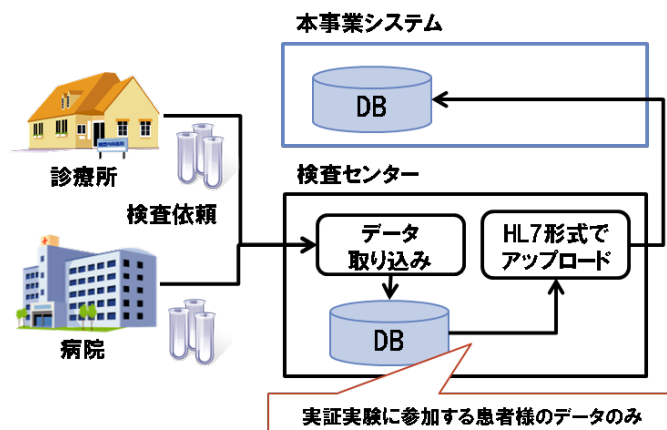 本事業システム
DB
診療所
検査依頼
病院
検査センター
データ
取り込み
HL7形式で
アップロード
DB
実証実験に参加する患者様のデータのみ